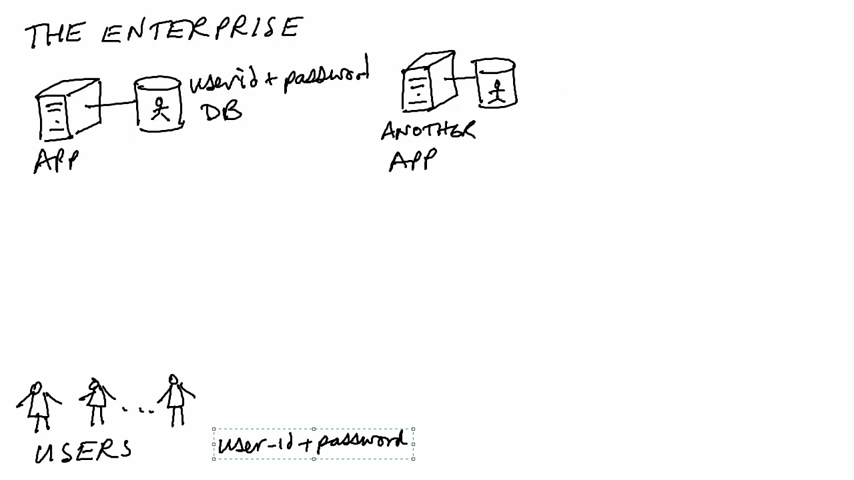 THE ENTERPRISE
userid + password
DB
APP
ANOTHER
APP
USERS
user-id + password